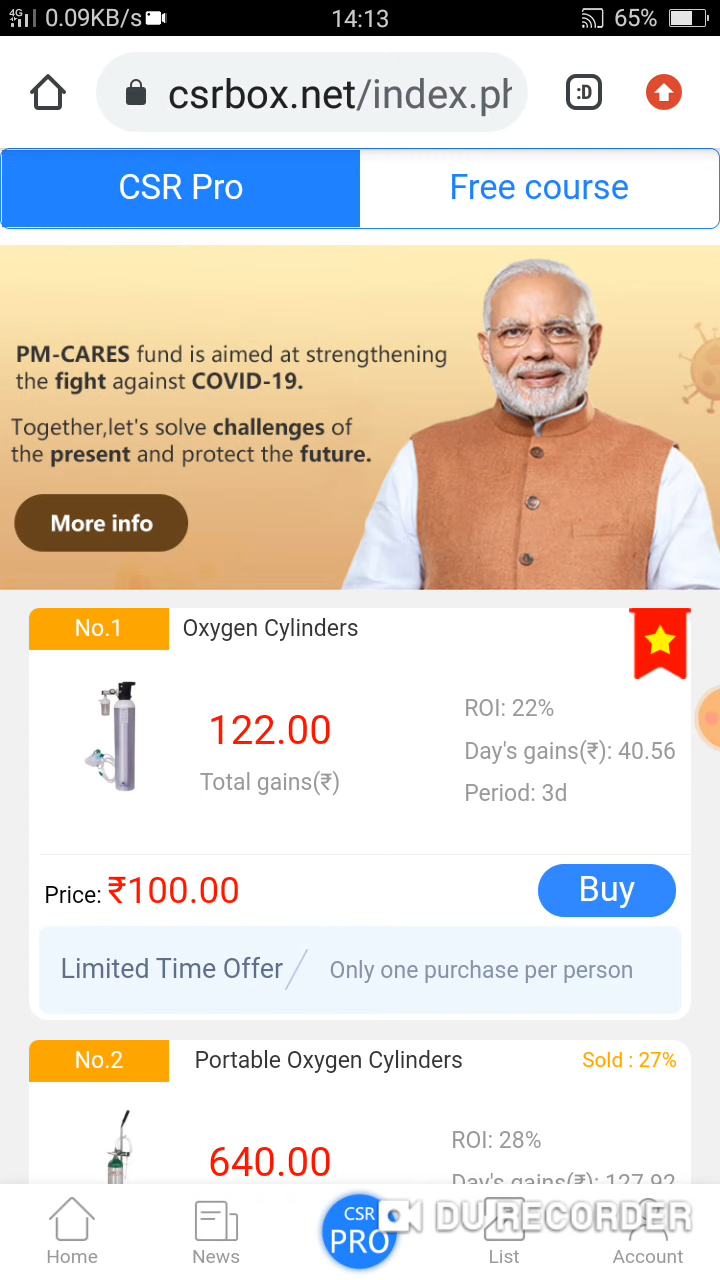 4G 0.09KB/s 14:13 65%
csrbox.net/index.ph :D
CSR Pro Free course
PM-CARES fund is aimed at strengthening
the fight against COVID-19.
Together,let's solve challenges of
the present and protect the future.
More info
No.1 Oxygen Cylinders
122.00
Total gains(₹)
ROI: 22%
Day's gains(₹): 40.56
Period: 3d
Price: ₹100.00 Buy
Limited Time Offer Only one purchase per person
No.2 Portable Oxygen Cylinders Sold : 27%
640.00
ROI: 28%
Day's gains(₹): 127.92
CSR
PRO
DU RECORDER
Home News List Account